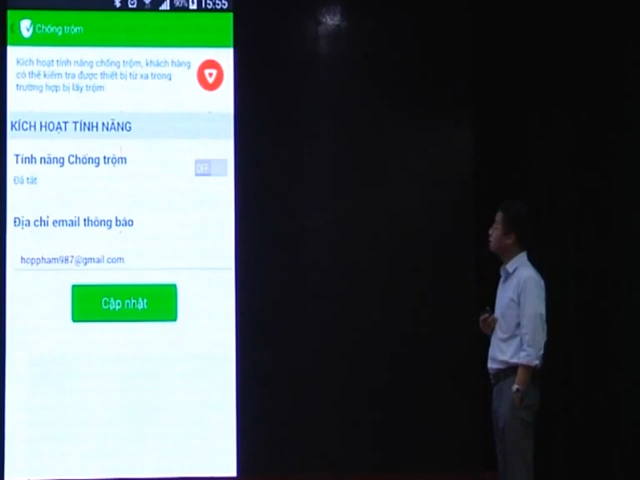 90% 15:55
Chống trộm
Kích hoạt tính năng chống trộm, khách hàng
có thể kiểm tra được thiết bị từ xa trong
trường hợp bị lấy trộm
KÍCH HOẠT TÍNH NĂNG
Tính năng Chống trộm
OFF
Đã tắt
Địa chỉ email thông báo
hoppham987@gmail.com
Cập nhật